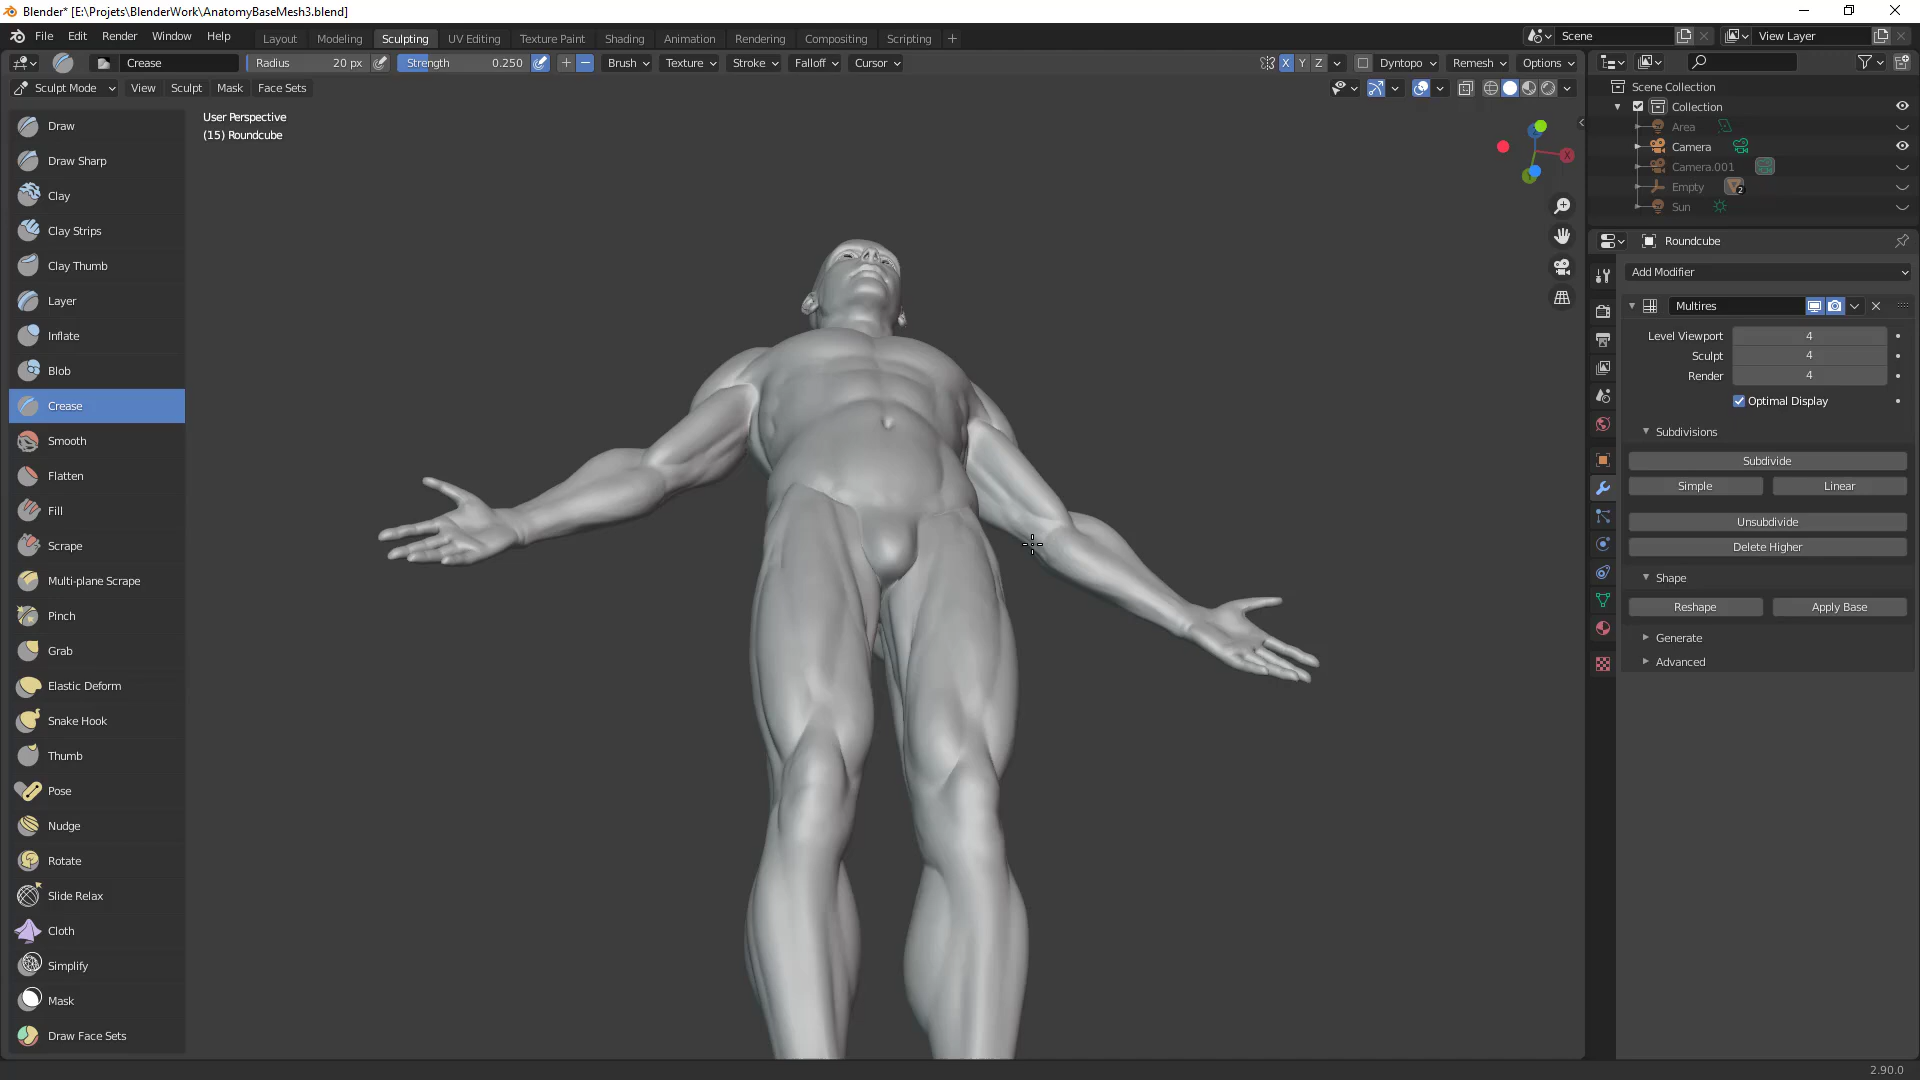 Blender* [E:\Projets\BlenderWork\AnatomyBaseMesh3.blend]
File Edit Render Window Help Layout Modeling Sculpting UV Editing Texture Paint Shading Animation Rendering Compositing Scripting Scene View Layer
Crease Radius 20 px Strength 0.250 Brush Texture Stroke Falloff Cursor X Y Z Dyntopo Remesh Options
Sculpt Mode View Sculpt Mask Face Sets
User Perspective
(15) Roundcube
Draw
Draw Sharp
Clay
Clay Strips
Clay Thumb
Layer
Inflate
Blob
Crease
Smooth
Flatten
Fill
Scrape
Multi-plane Scrape
Pinch
Grab
Elastic Deform
Snake Hook
Thumb
Pose
Nudge
Rotate
Slide Relax
Cloth
Simplify
Mask
Draw Face Sets
X
Scene Collection
Collection
Area
Camera
Camera.001
Empty 2
Sun
Roundcube
Add Modifier
Multires
Level Viewport 4
Sculpt 4
Render 4
Optimal Display
Subdivisions
Subdivide
Simple Linear
Unsubdivide
Delete Higher
Shape
Reshape Apply Base
Generate
Advanced
2.90.0